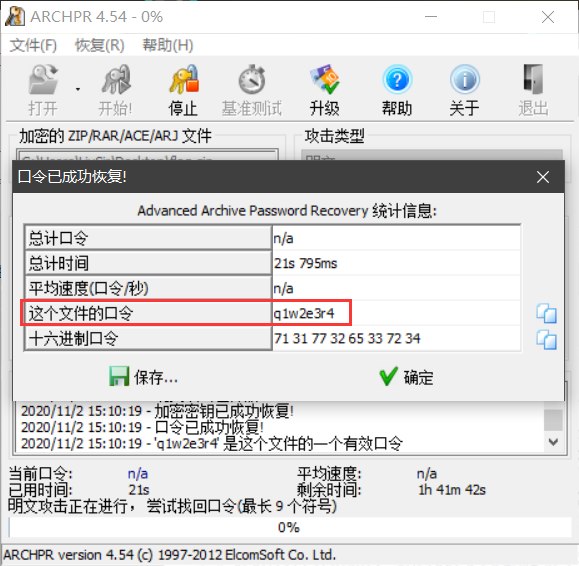 ARCHPR 4.54 - 0%
文件(F) 恢复(R) 帮助(H)
打开 开始! 停止 基准测试 升级 帮助 关于 退出
加密的 ZIP/RAR/ACE/ARJ 文件 攻击类型
口令已成功恢复!
Advanced Archive Password Recovery 统计信息:
总计口令 n/a
总计时间 21s 795ms
平均速度(口令/秒) n/a
这个文件的口令 q1w2e3r4
十六进制口令 71 31 77 32 65 33 72 34
保存... 确定
2020/11/2 15:10:19 - 加密密钥已成功恢复!
2020/11/2 15:10:19 - 口令已成功恢复!
2020/11/2 15:10:19 - 'q1w2e3r4' 是这个文件的一个有效口令
当前口令: n/a 平均速度: n/a
已用时间: 21s 剩余时间: 1h 41m 42s
明文攻击正在进行，尝试找回口令(最长 9 个符号)
0%
ARCHPR version 4.54 (c) 1997-2012 ElcomSoft Co. Ltd.